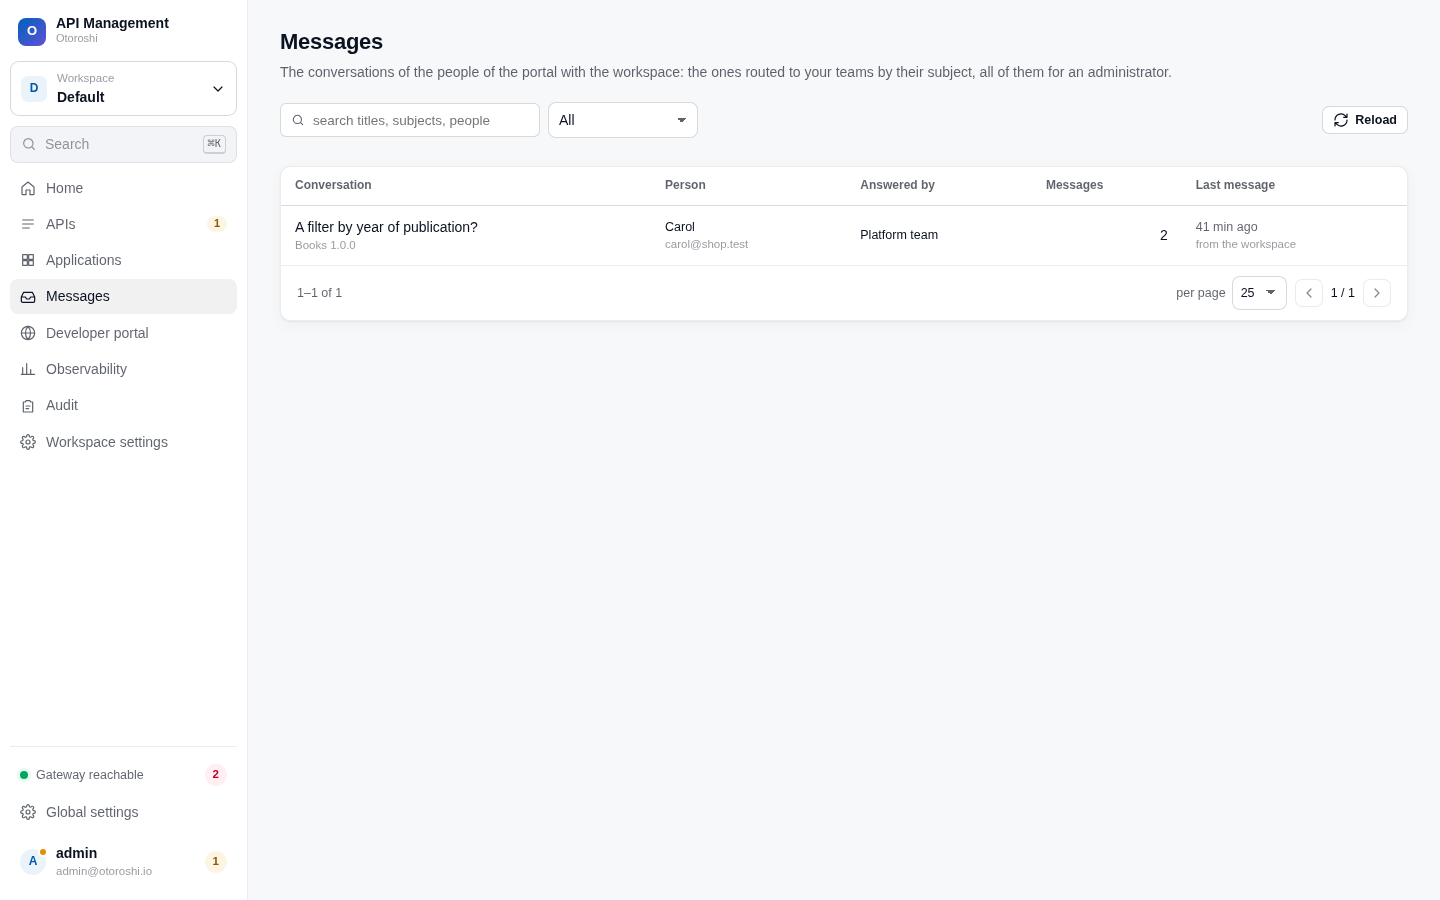 O
API Management
Otoroshi
D
Workspace
Default
Search
⌘K
Home
APIs
1
Applications
Messages
Developer portal
Observability
Audit
Workspace settings
Gateway reachable
2
Global settings
A
admin
admin@otoroshi.io
1
Messages
The conversations of the people of the portal with the workspace: the ones routed to your teams by their subject, all of them for an administrator.
search titles, subjects, people
All
Reload
Conversation Person Answered by Messages Last message
A filter by year of publication? Carol Platform team 2 41 min ago
Books 1.0.0 carol@shop.test from the workspace
1–1 of 1
per page 25 1 / 1